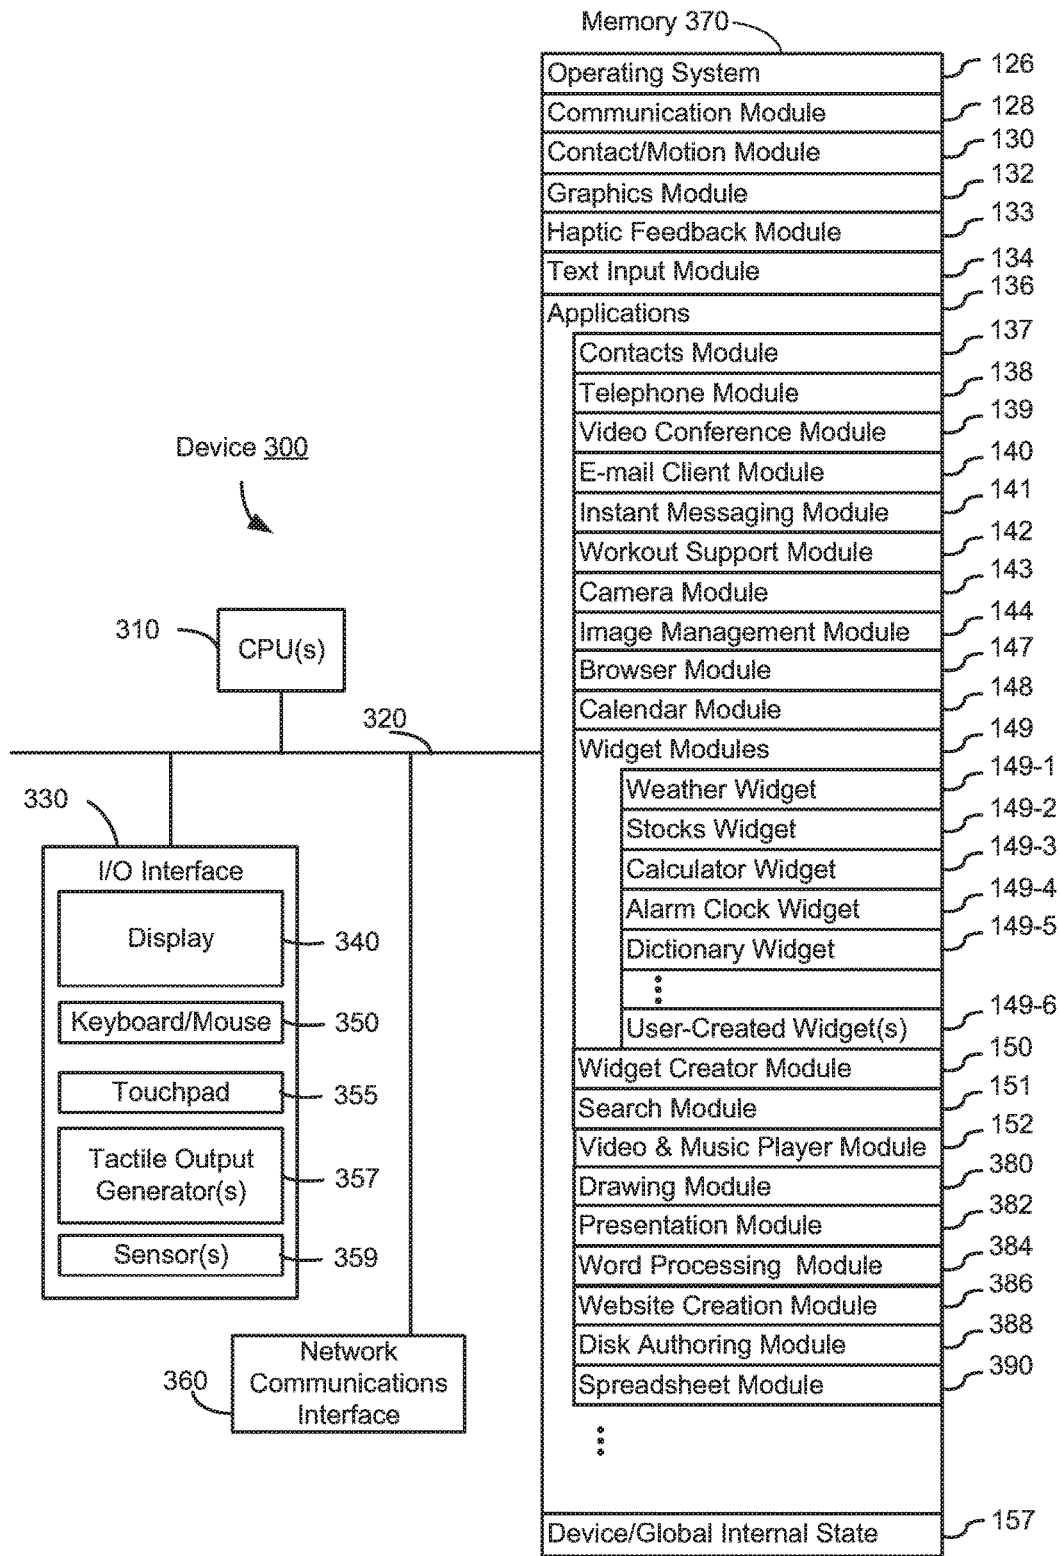 Memory 370
Operating System 126
Communication Module 128
Contact/Motion Module 130
Graphics Module 132
Haptic Feedback Module 133
Text Input Module 134
Applications 136
Contacts Module 137
Telephone Module 138
Video Conference Module 139
E-mail Client Module 140
Instant Messaging Module 141
Workout Support Module 142
Camera Module 143
Image Management Module 144
Browser Module 147
Calendar Module 148
Widget Modules 149
Weather Widget 149-1
Stocks Widget 149-2
Calculator Widget 149-3
Alarm Clock Widget 149-4
Dictionary Widget 149-5
User-Created Widget(s) 149-6
Widget Creator Module 150
Search Module 151
Video & Music Player Module 152
Drawing Module 380
Presentation Module 382
Word Processing Module 384
Website Creation Module 386
Disk Authoring Module 388
Spreadsheet Module 390
Device/Global Internal State 157
Device 300
310
CPU(s)
320
330
I/O Interface
Display 340
Keyboard/Mouse 350
Touchpad 355
Tactile Output
Generator(s) 357
Sensor(s) 359
360
Network
Communications
Interface